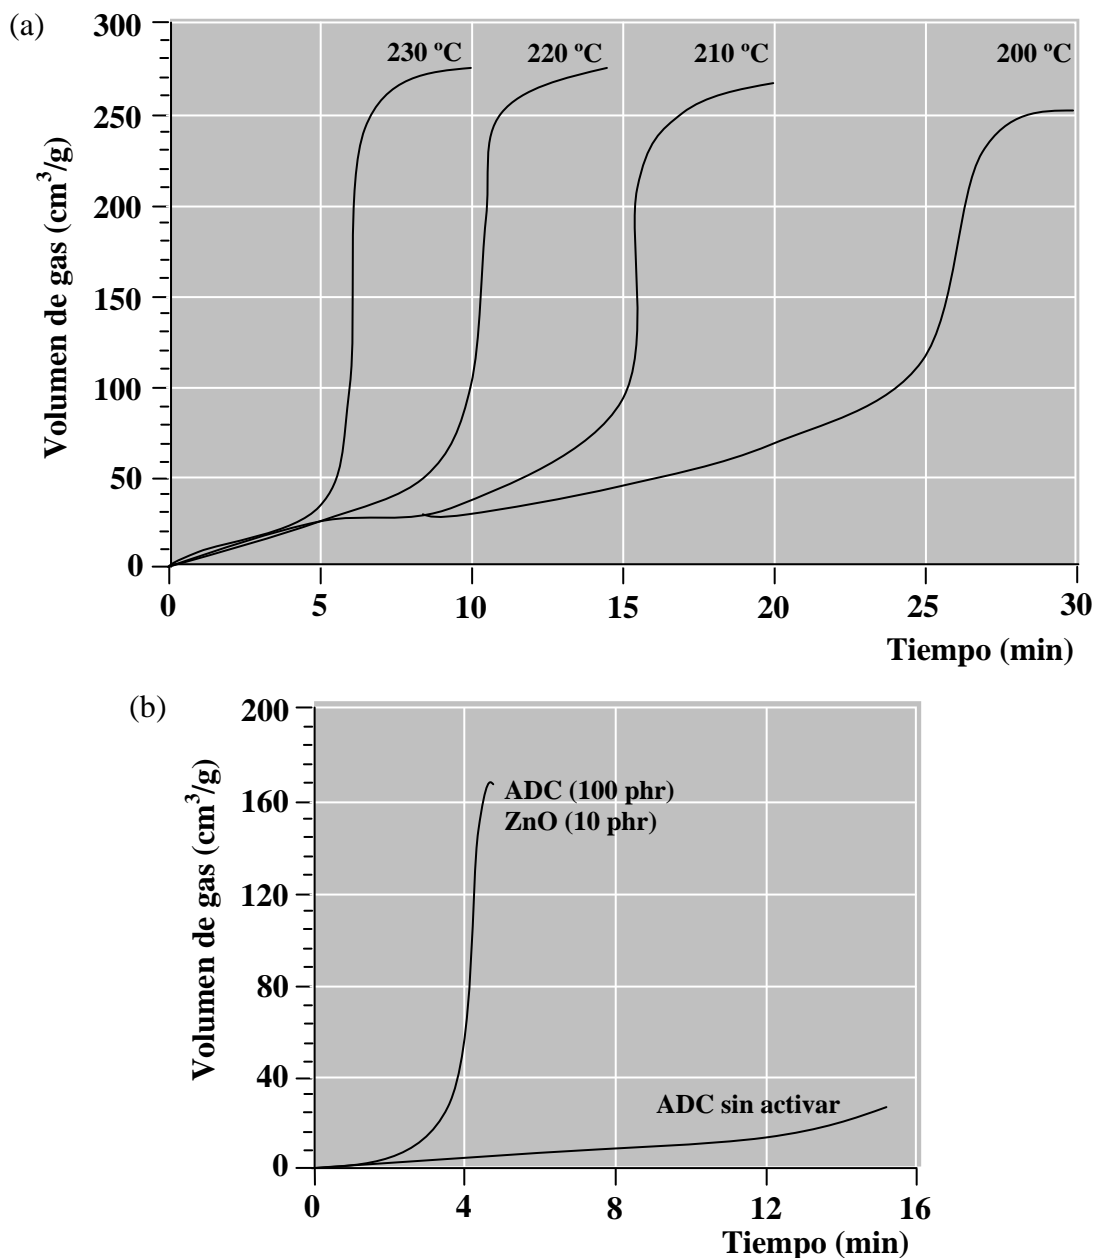 (a)
Volumen de gas (cm³/g)
300
250
200
150
100
50
0
230 ºC
220 ºC
210 ºC
200 ºC
0 5 10 15 20 25 30
Tiempo (min)
(b)
Volumen de gas (cm³/g)
200
160
120
80
40
0
ADC (100 phr)
ZnO (10 phr)
ADC sin activar
0 4 8 12 16
Tiempo (min)